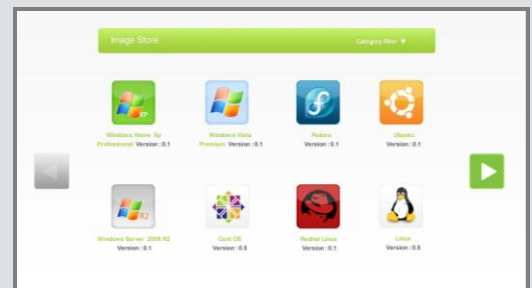 Image Store
Category Filter ▼
XP
Windows Home Xp
Professional Version : 0.1
Windows Vista
Premium Version : 0.1
Fedora
Version : 0.1
Ubuntu
Version : 0.1
R2
Windows Server 2008 R2
Version : 0.1
Cent OS
Version : 0.5
Redhat Linux
Version : 0.1
Linux
Version : 0.5